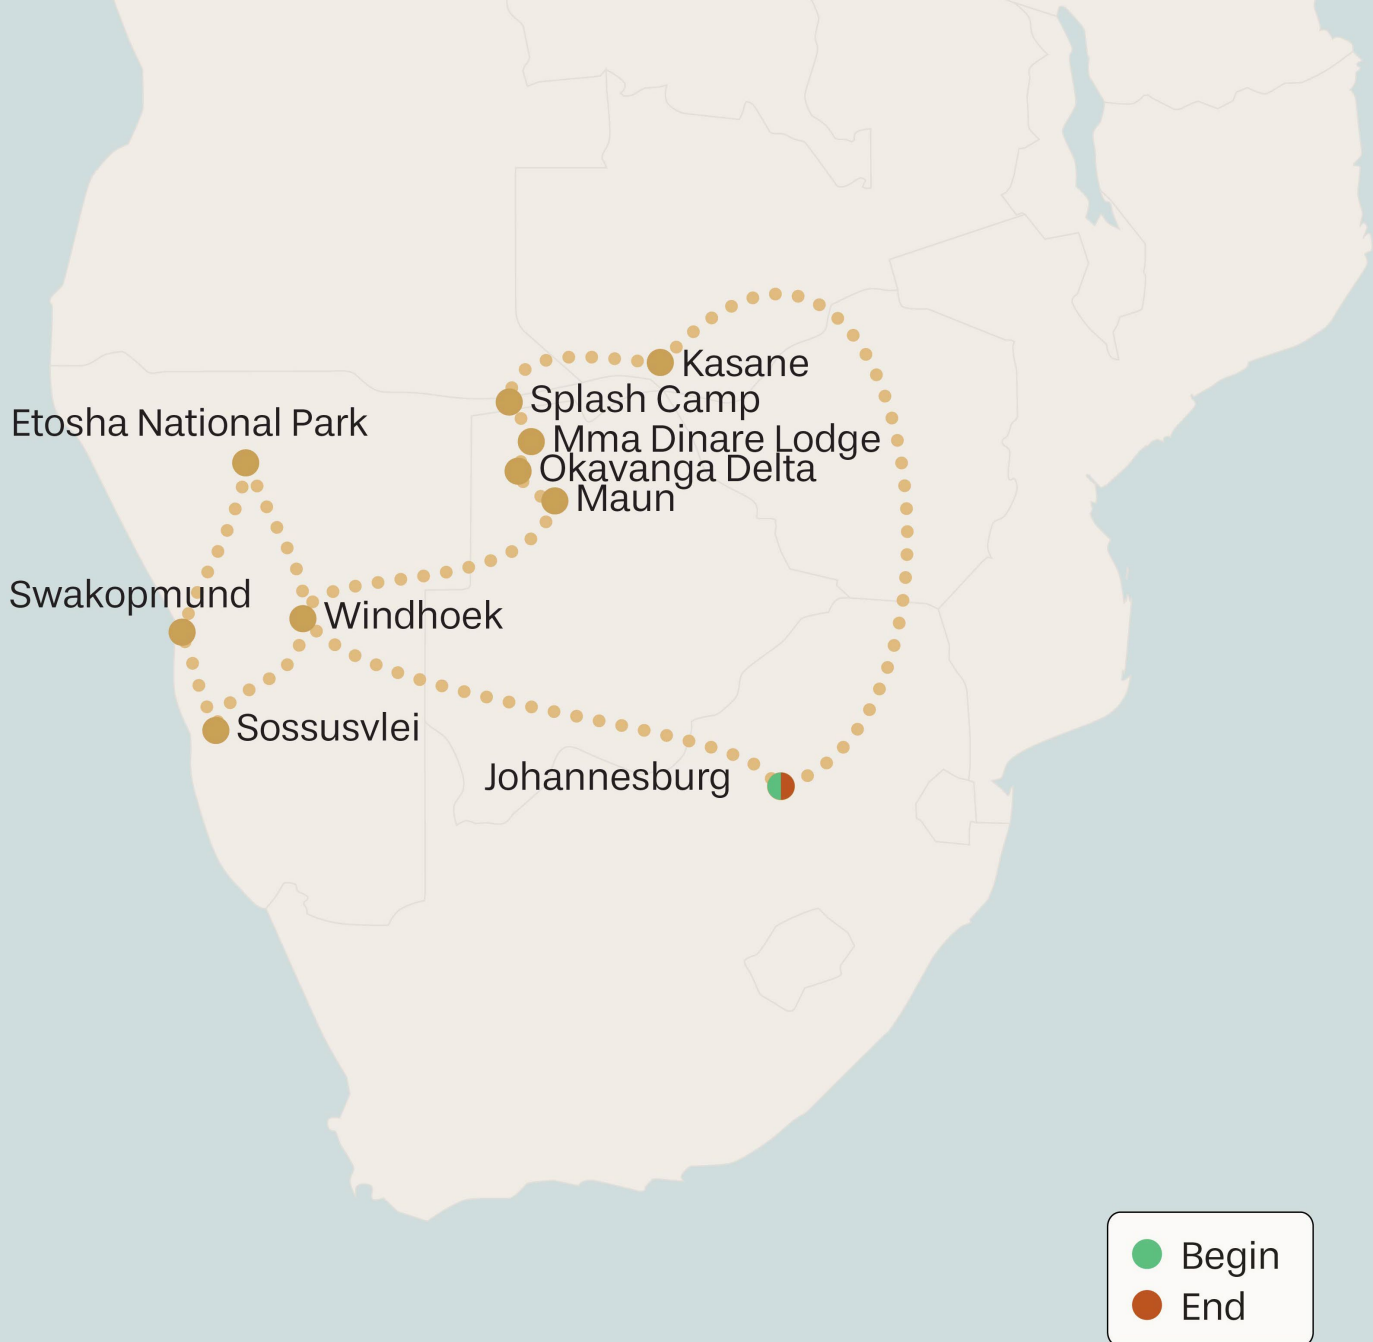 Kasane
Splash Camp
Etosha National Park
Mma Dinare Lodge
Okavanga Delta
Maun
Swakopmund
Windhoek
Sossusvlei
Johannesburg
Begin
End